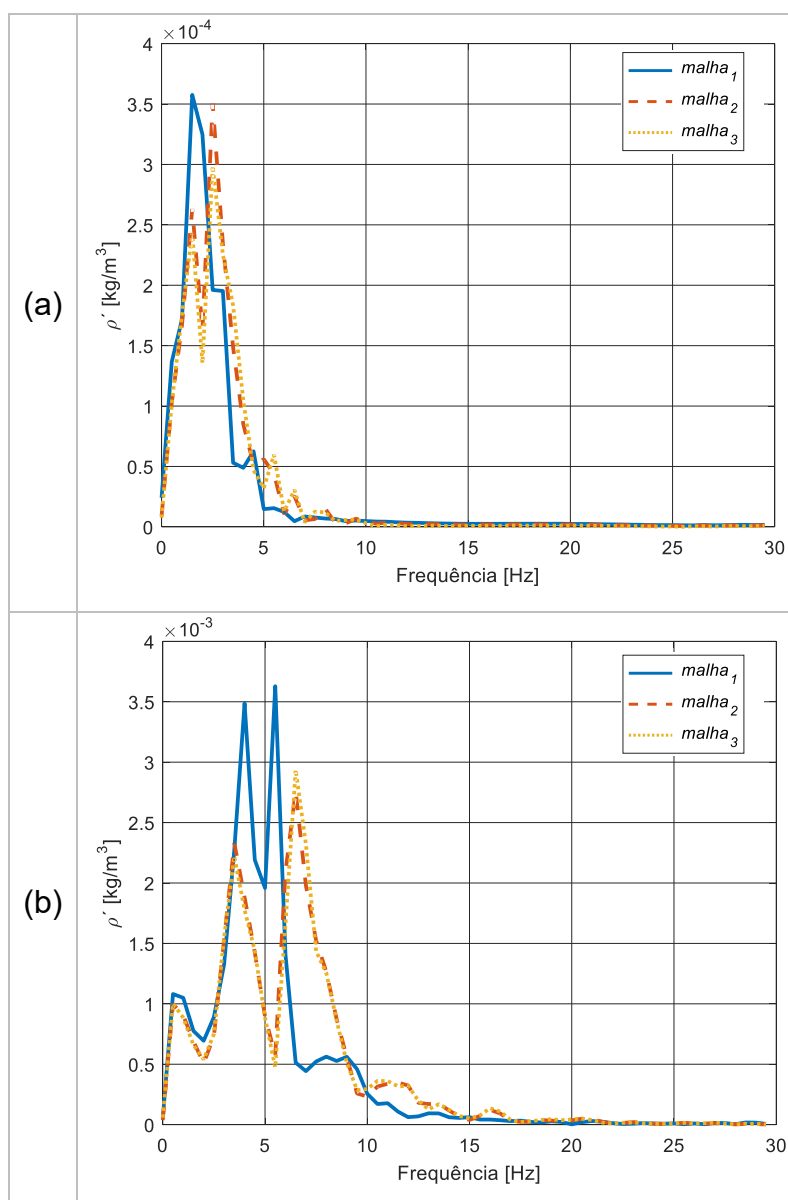 (a)
×10⁻⁴
4
3.5
3
2.5
2
1.5
1
0.5
0
ρ´ [kg/m³]
malha₁
malha₂
malha₃
0 5 10 15 20 25 30
Frequência [Hz]
(b)
×10⁻³
4
3.5
3
2.5
2
1.5
1
0.5
0
ρ´ [kg/m³]
malha₁
malha₂
malha₃
0 5 10 15 20 25 30
Frequência [Hz]